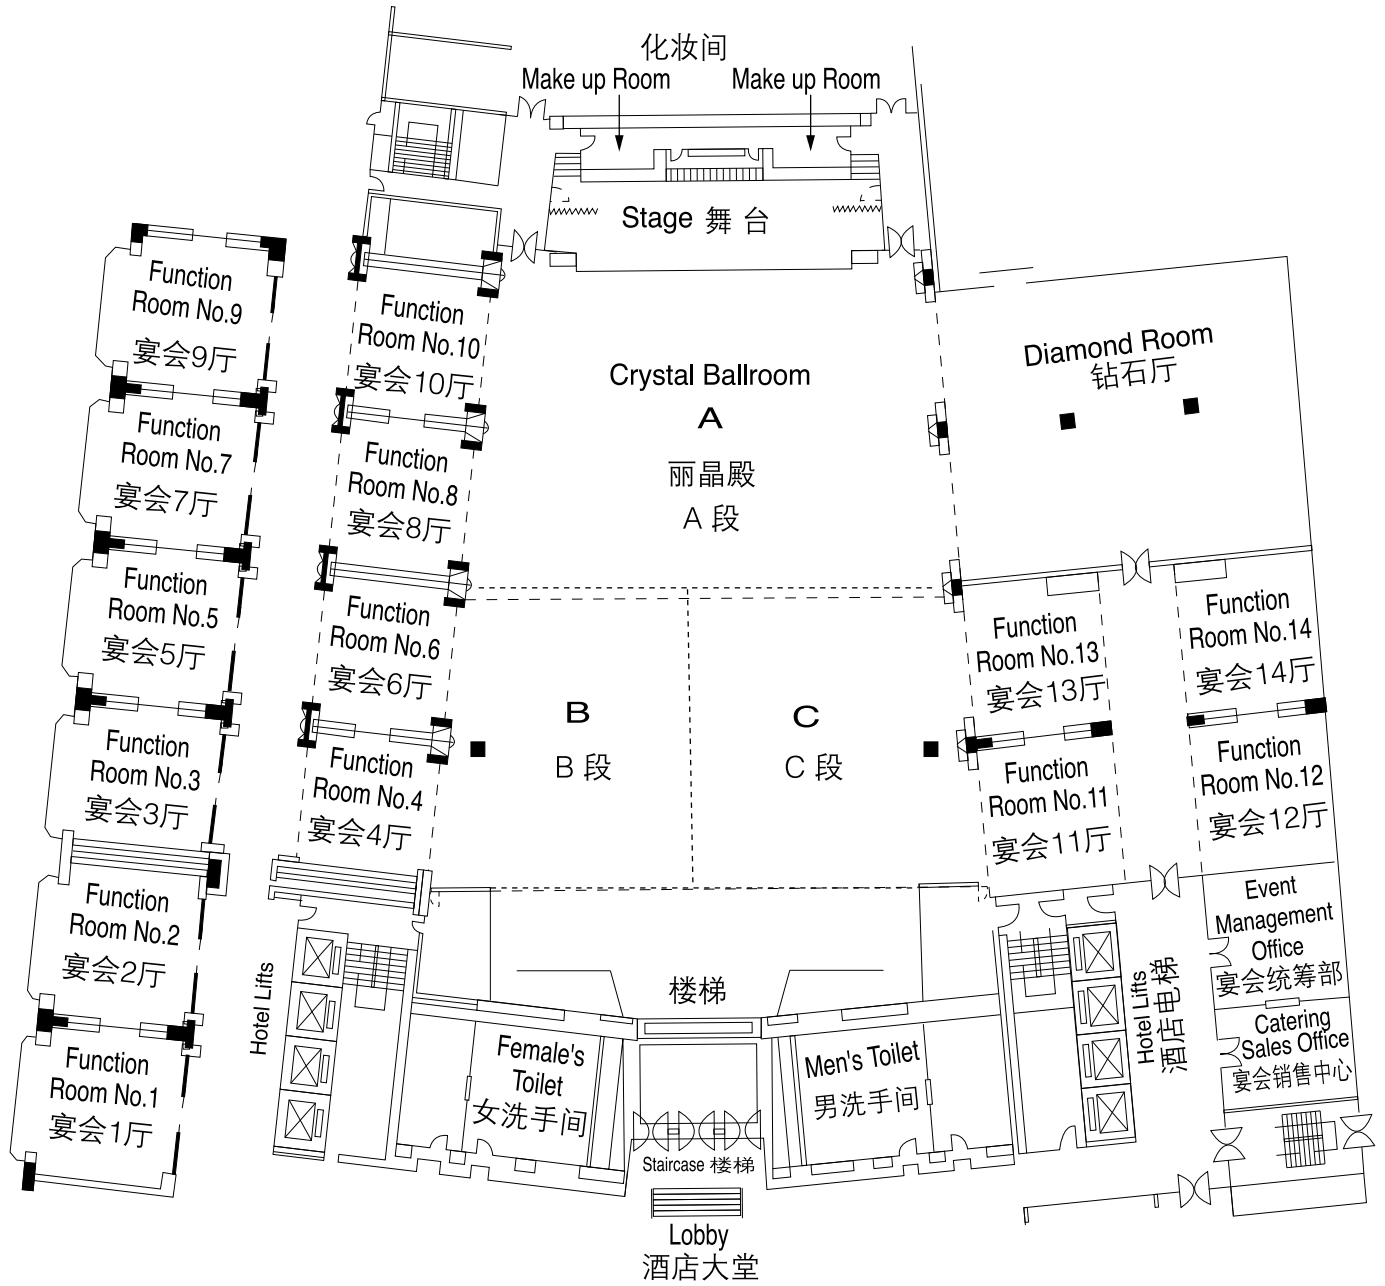 化妆间
Make up Room
Make up Room
Stage 舞 台
Function
Room No.9
宴会9厅
Function
Room No.10
宴会10厅
Crystal Ballroom
A
丽晶殿
A 段
Diamond Room
钻石厅
Function
Room No.7
宴会7厅
Function
Room No.8
宴会8厅
Function
Room No.5
宴会5厅
Function
Room No.6
宴会6厅
Function
Room No.13
宴会13厅
Function
Room No.14
宴会14厅
B
B 段
C
C 段
Function
Room No.3
宴会3厅
Function
Room No.4
宴会4厅
Function
Room No.11
宴会11厅
Function
Room No.12
宴会12厅
Function
Room No.2
宴会2厅
Event
Management
Office
宴会统筹部
Hotel Lifts
楼梯
Hotel Lifts
酒店电梯
Catering
Sales Office
宴会销售中心
Function
Room No.1
宴会1厅
Female's
Toilet
女洗手间
Men's Toilet
男洗手间
Staircase 楼梯
Lobby
酒店大堂